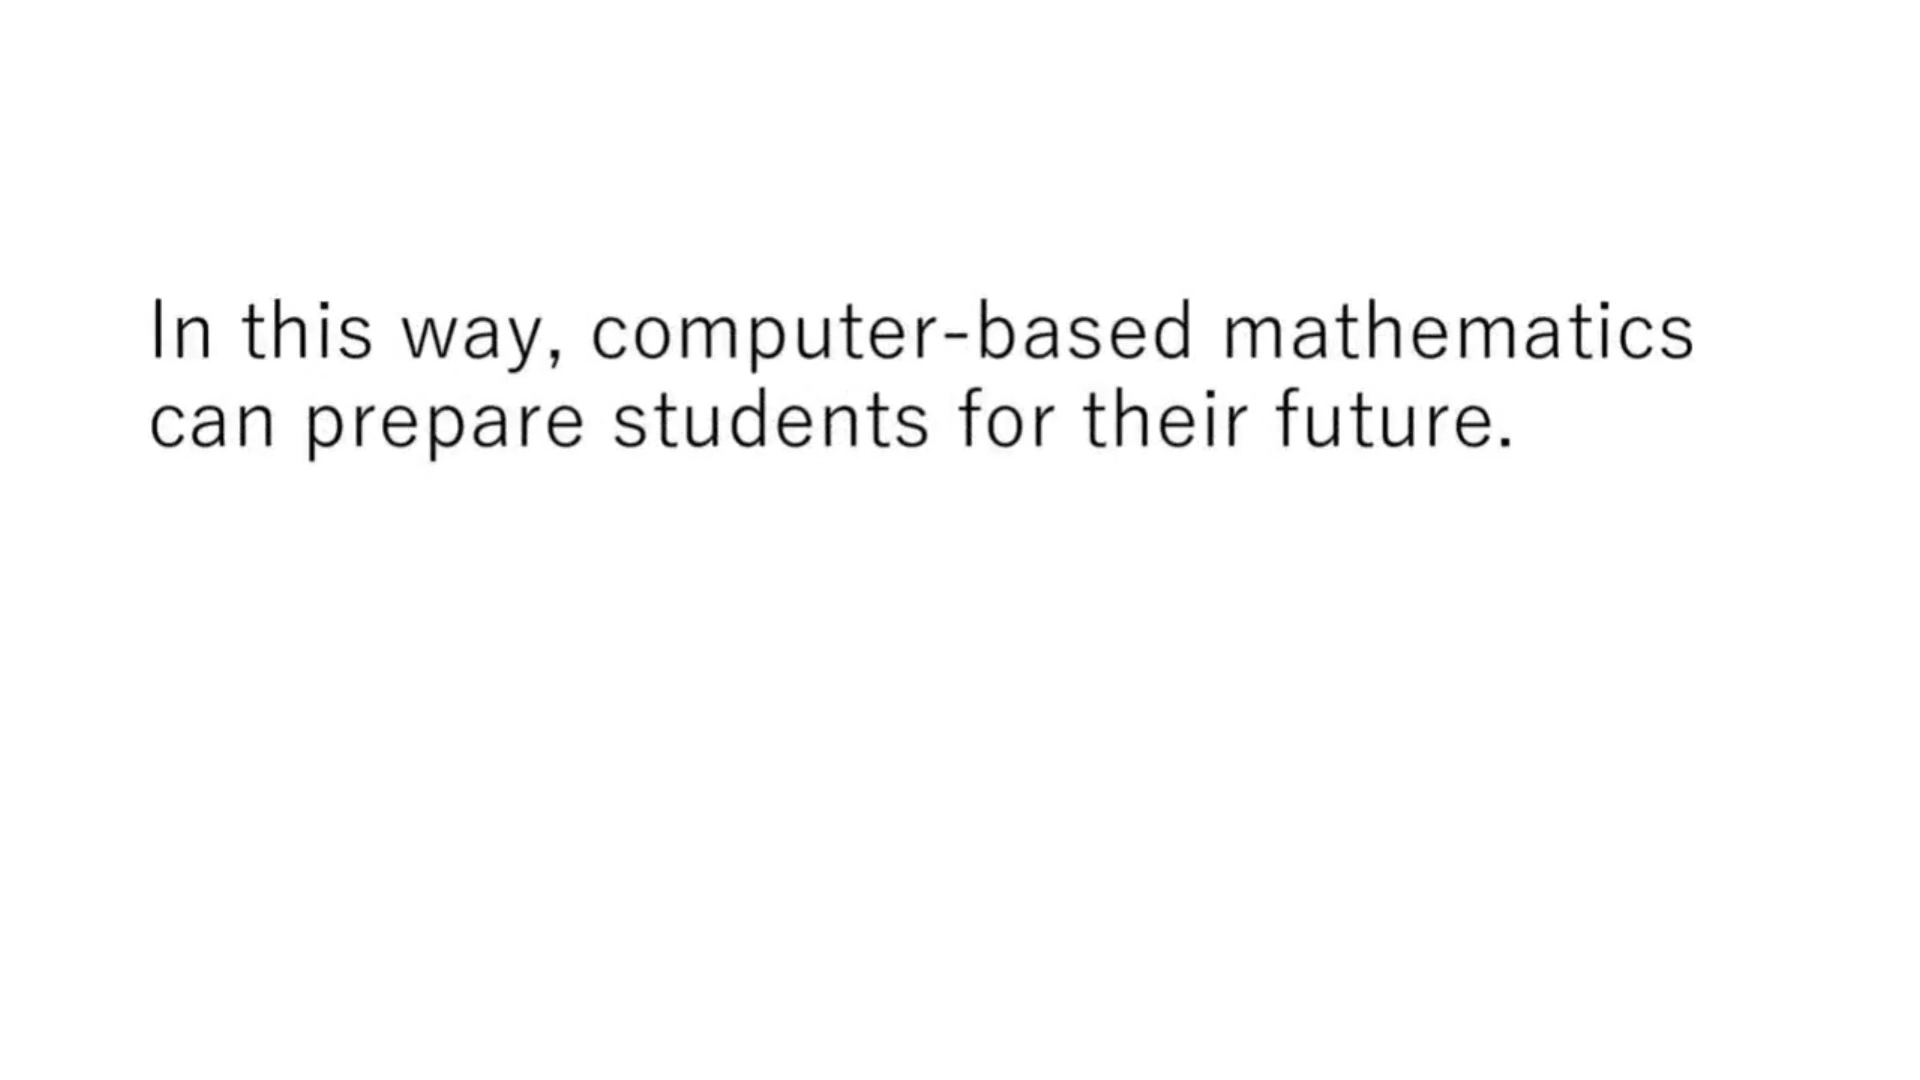 In this way, computer-based mathematics
can prepare students for their future.